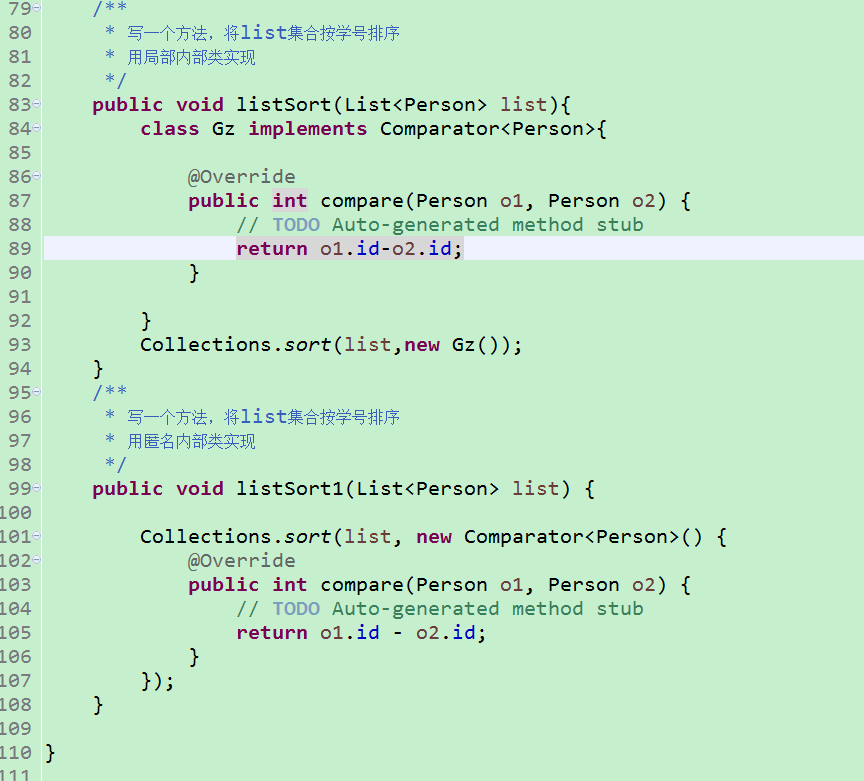 79 /**
80 * 写一个方法，将list集合按学号排序
81 * 用局部内部类实现
82 */
83 public void listSort(List<Person> list){
84 class Gz implements Comparator<Person>{
85
86 @Override
87 public int compare(Person o1, Person o2) {
88 // TODO Auto-generated method stub
89 return o1.id-o2.id;
90 }
91
92 }
93 Collections.sort(list,new Gz());
94 }
95 /**
96 * 写一个方法，将list集合按学号排序
97 * 用匿名内部类实现
98 */
99 public void listSort1(List<Person> list) {
100
101 Collections.sort(list, new Comparator<Person>() {
102 @Override
103 public int compare(Person o1, Person o2) {
104 // TODO Auto-generated method stub
105 return o1.id - o2.id;
106 }
107 });
108 }
109
110 }
111